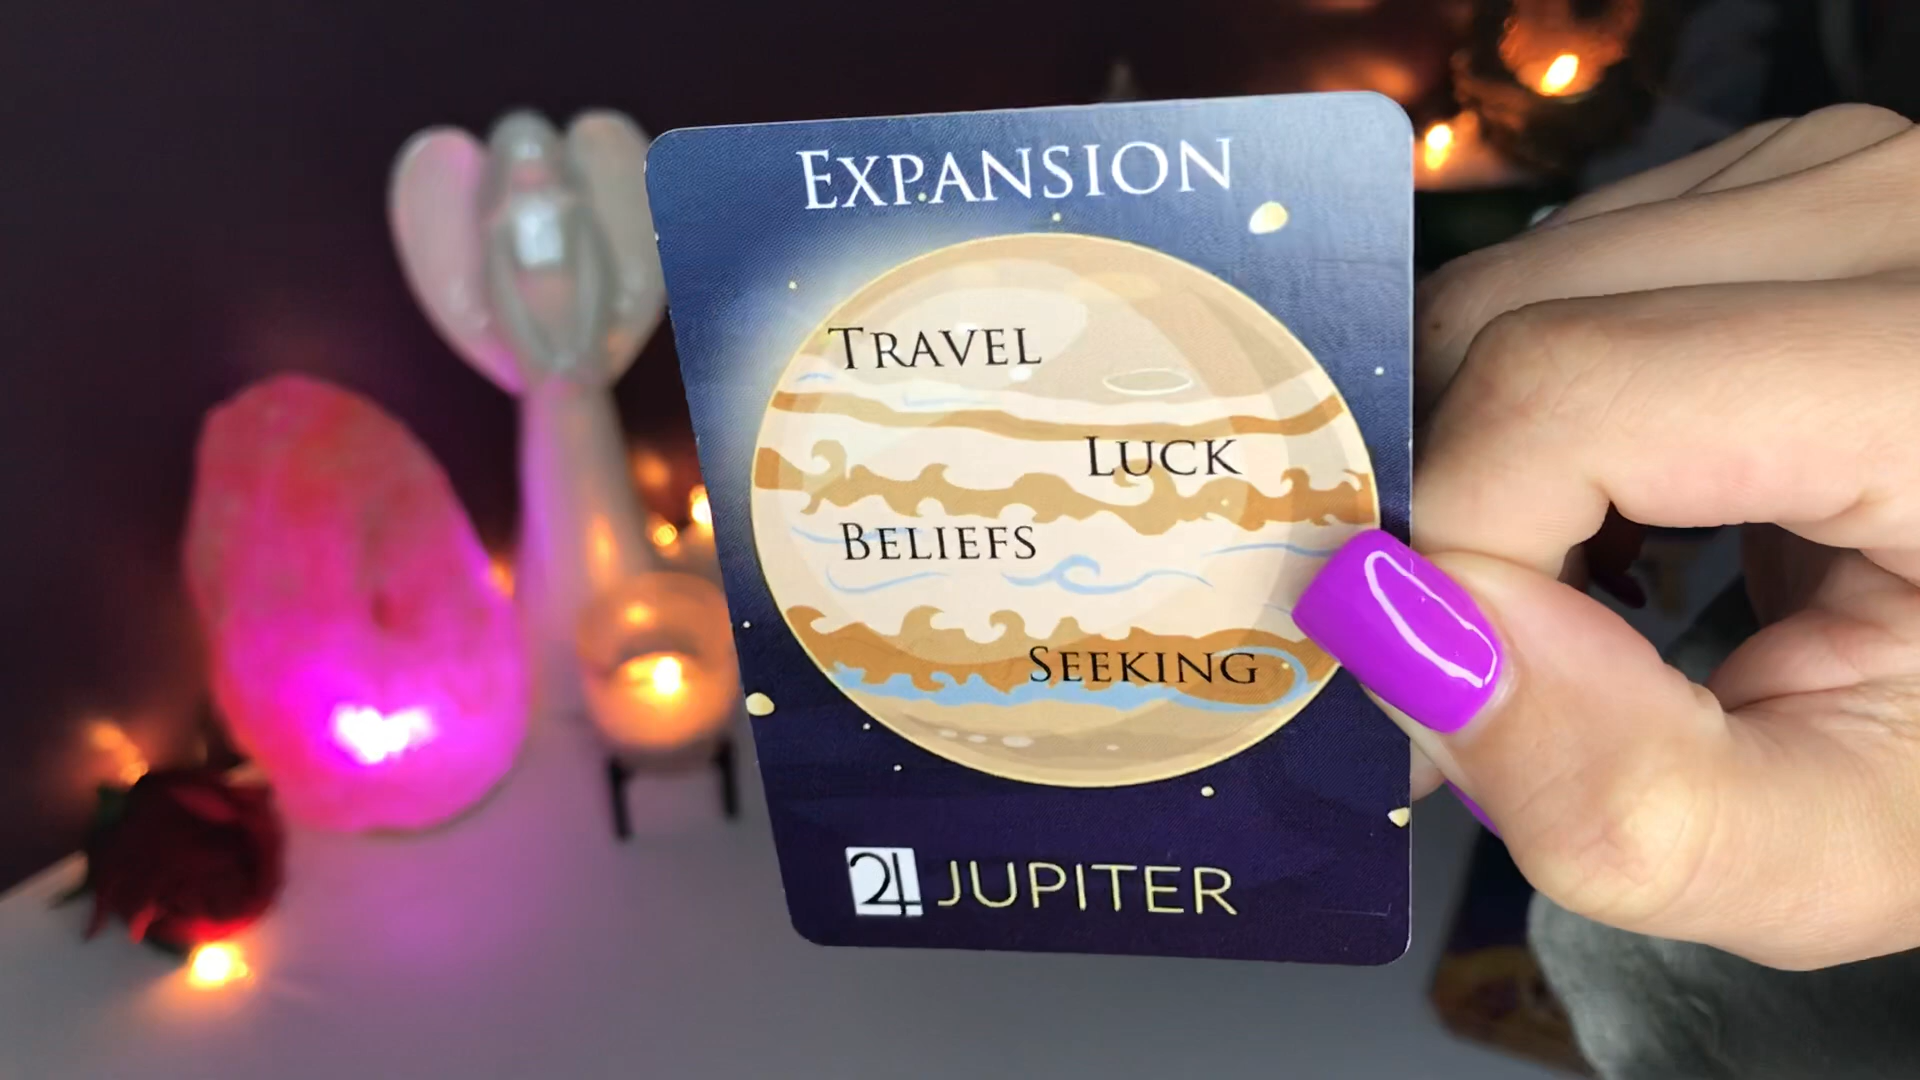 EXPANSION
TRAVEL
LUCK
BELIEFS
SEEKING
♃ JUPITER